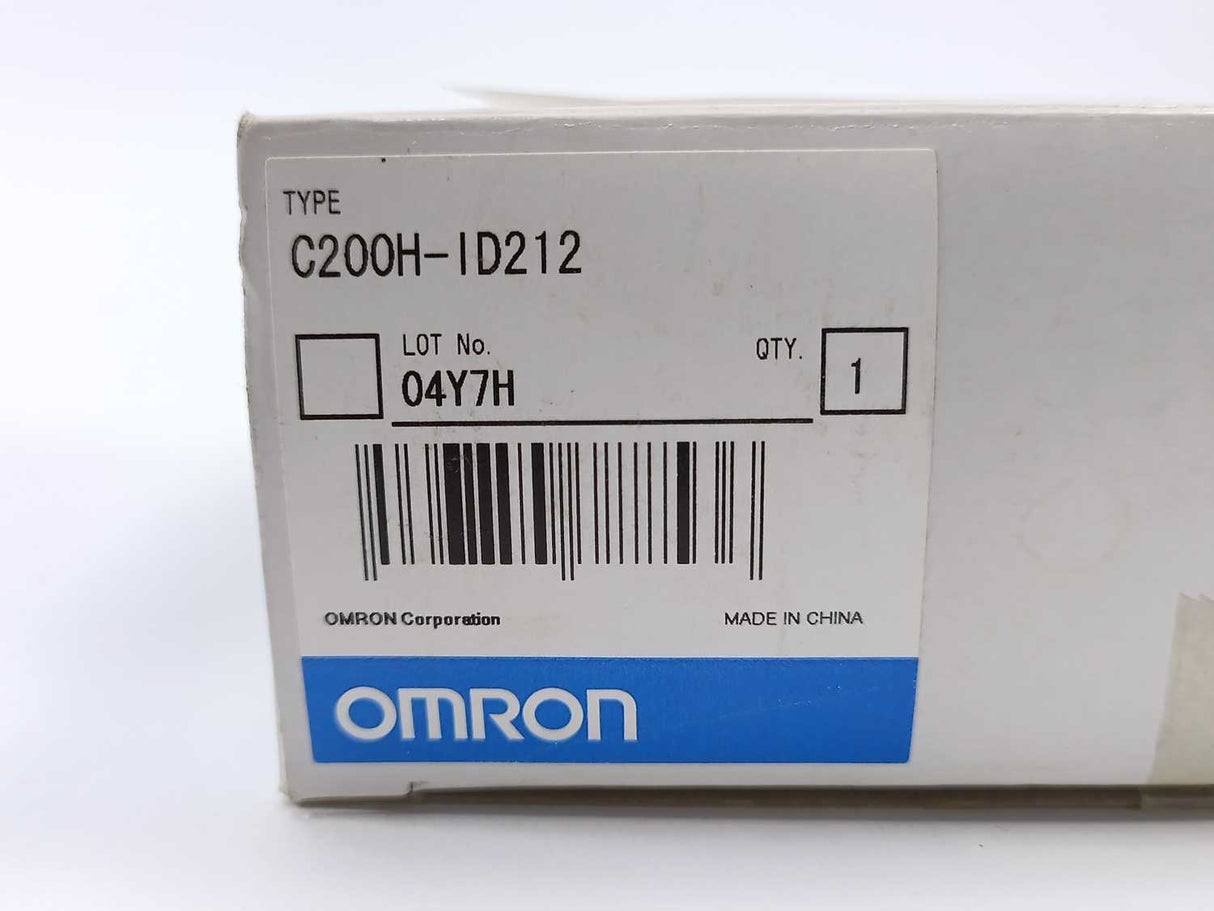 TYPE
C200H-ID212
LOT No. QTY.
04Y7H 1
OMRON Corporation MADE IN CHINA
OMRON